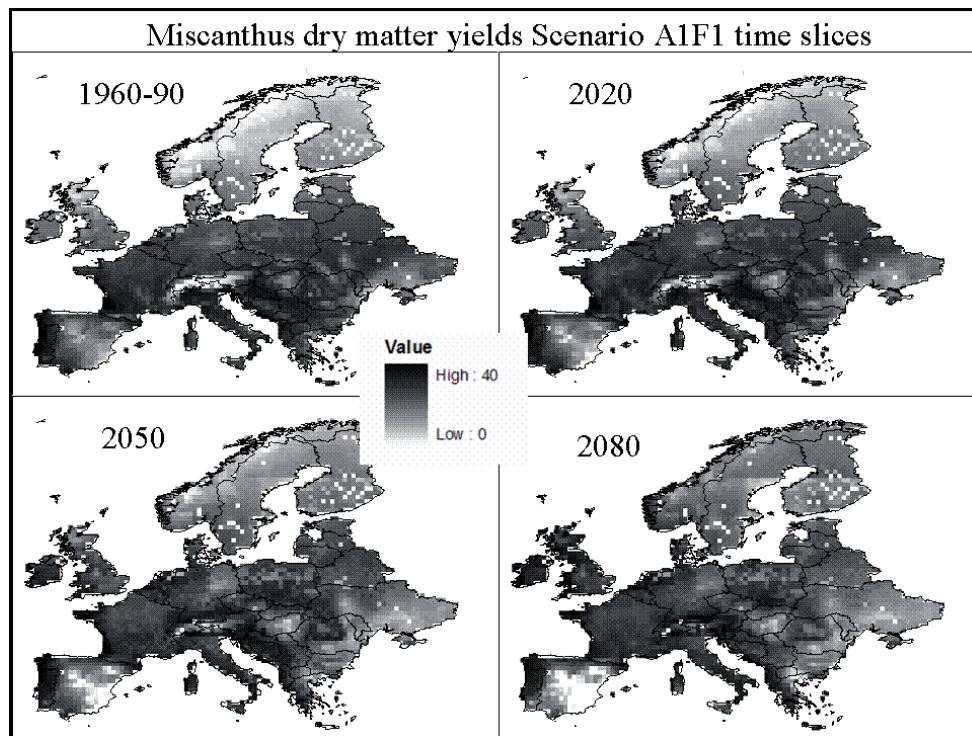 Miscanthus dry matter yields Scenario A1F1 time slices
1960-90
2020
Value
High : 40
Low : 0
2050
2080